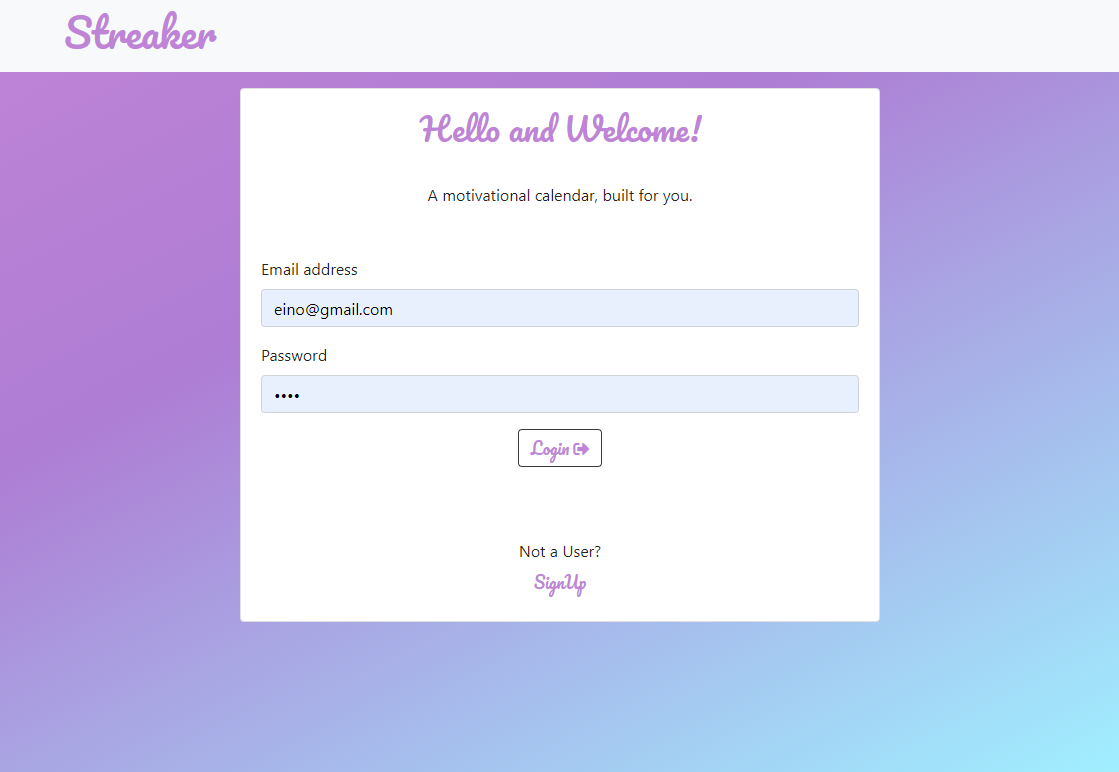 Streaker
Hello and Welcome!
A motivational calendar, built for you.
Email address
eino@gmail.com
Password
••••
Login
Not a User?
SignUp